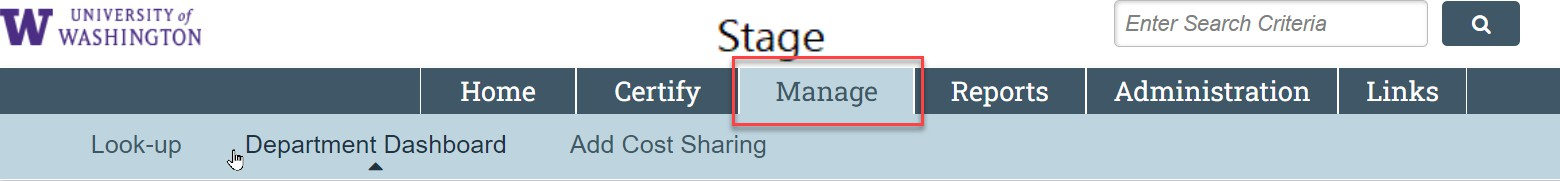 W UNIVERSITY of
WASHINGTON
Stage
Enter Search Criteria
Home Certify Manage Reports Administration Links
Look-up Department Dashboard Add Cost Sharing